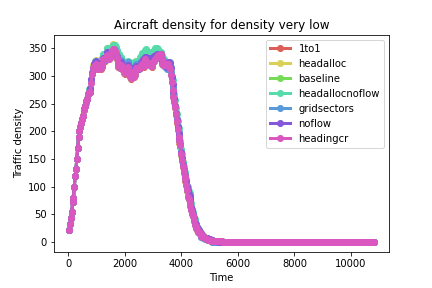 Aircraft density for density very low
350
300
250
200
150
100
50
0
Traffic density
1to1
headalloc
baseline
headallocnoflow
gridsectors
noflow
headingcr
0 2000 4000 6000 8000 10000
Time